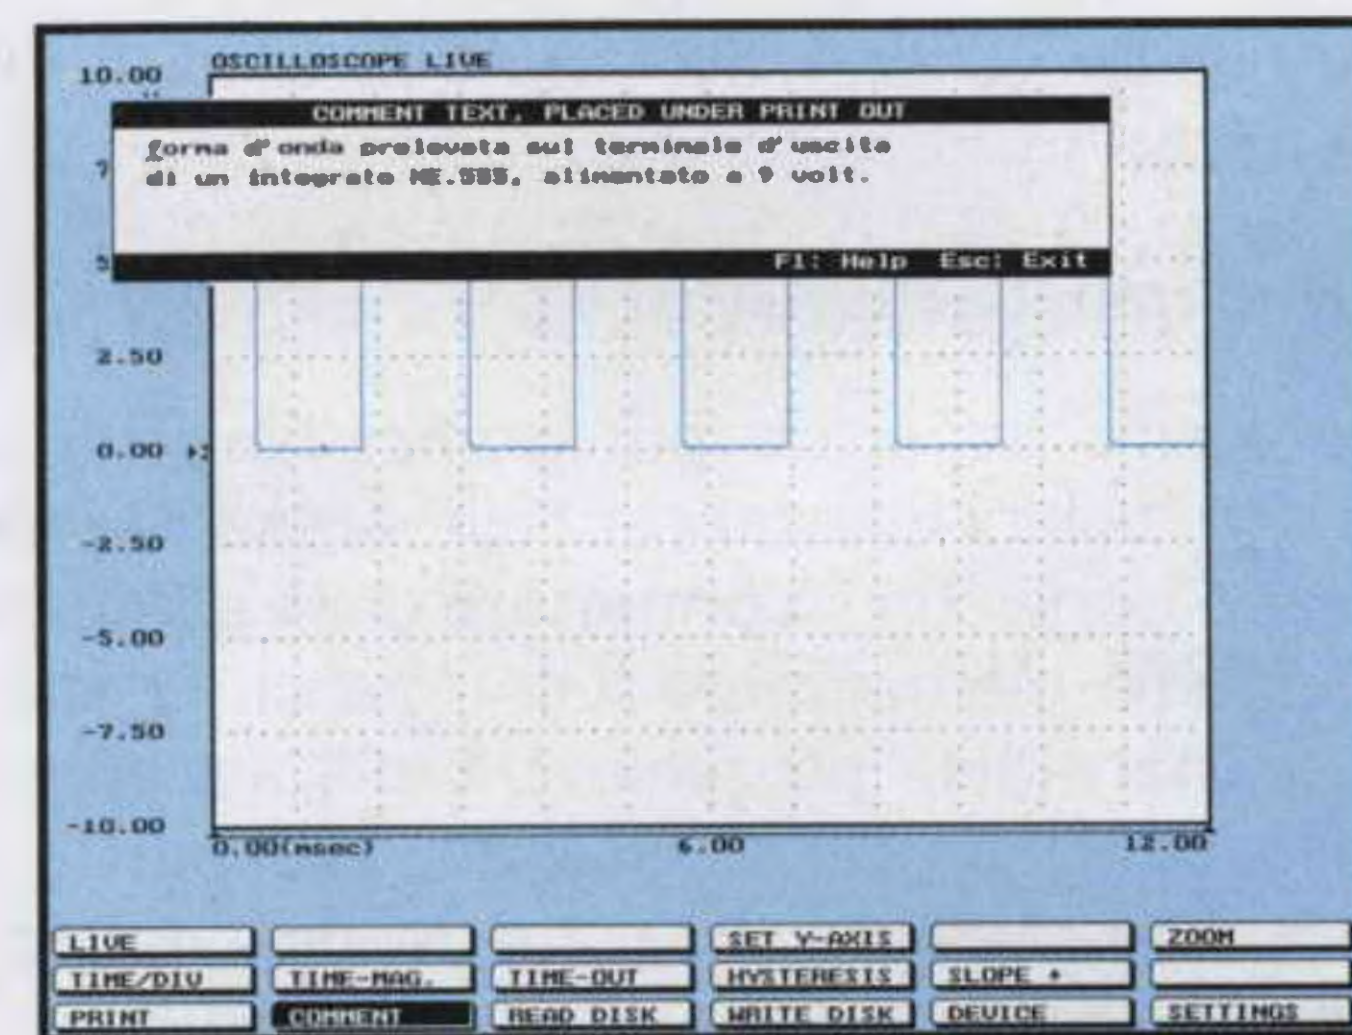 OSCILLOSCOPE LIVE
10.00
COMMENT TEXT, PLACED UNDER PRINT OUT
forma d'onda prelevata sul terminale d'uscita
7
di un integrato NE.555, alimentato a 9 volt.
5
F1: Help Esc: Exit
2.50
0.00
-2.50
-5.00
-7.50
-10.00
0.00(msec) 6.00 12.00
LIVE SET Y-AXIS ZOOM
TIME/DIV TIME-MAG. TIME-OUT HYSTERESIS SLOPE +
PRINT COMMENT READ DISK WRITE DISK DEVICE SETTINGS